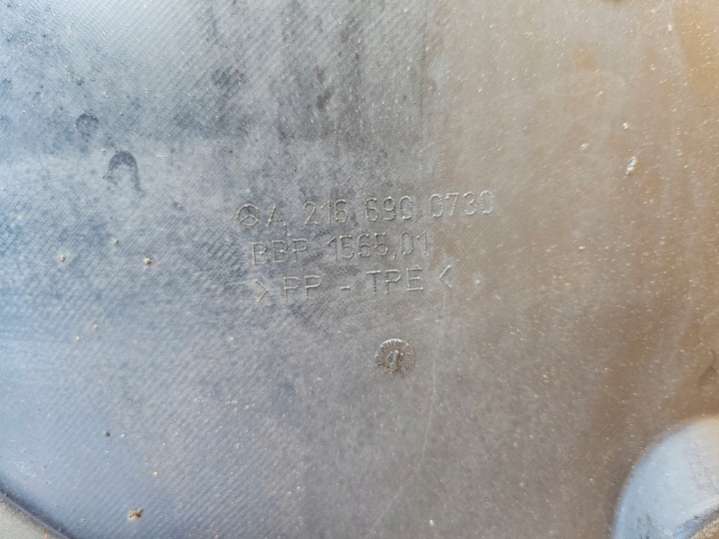 A 216 690 0730
BBP 1565.01
>PP - TPE<